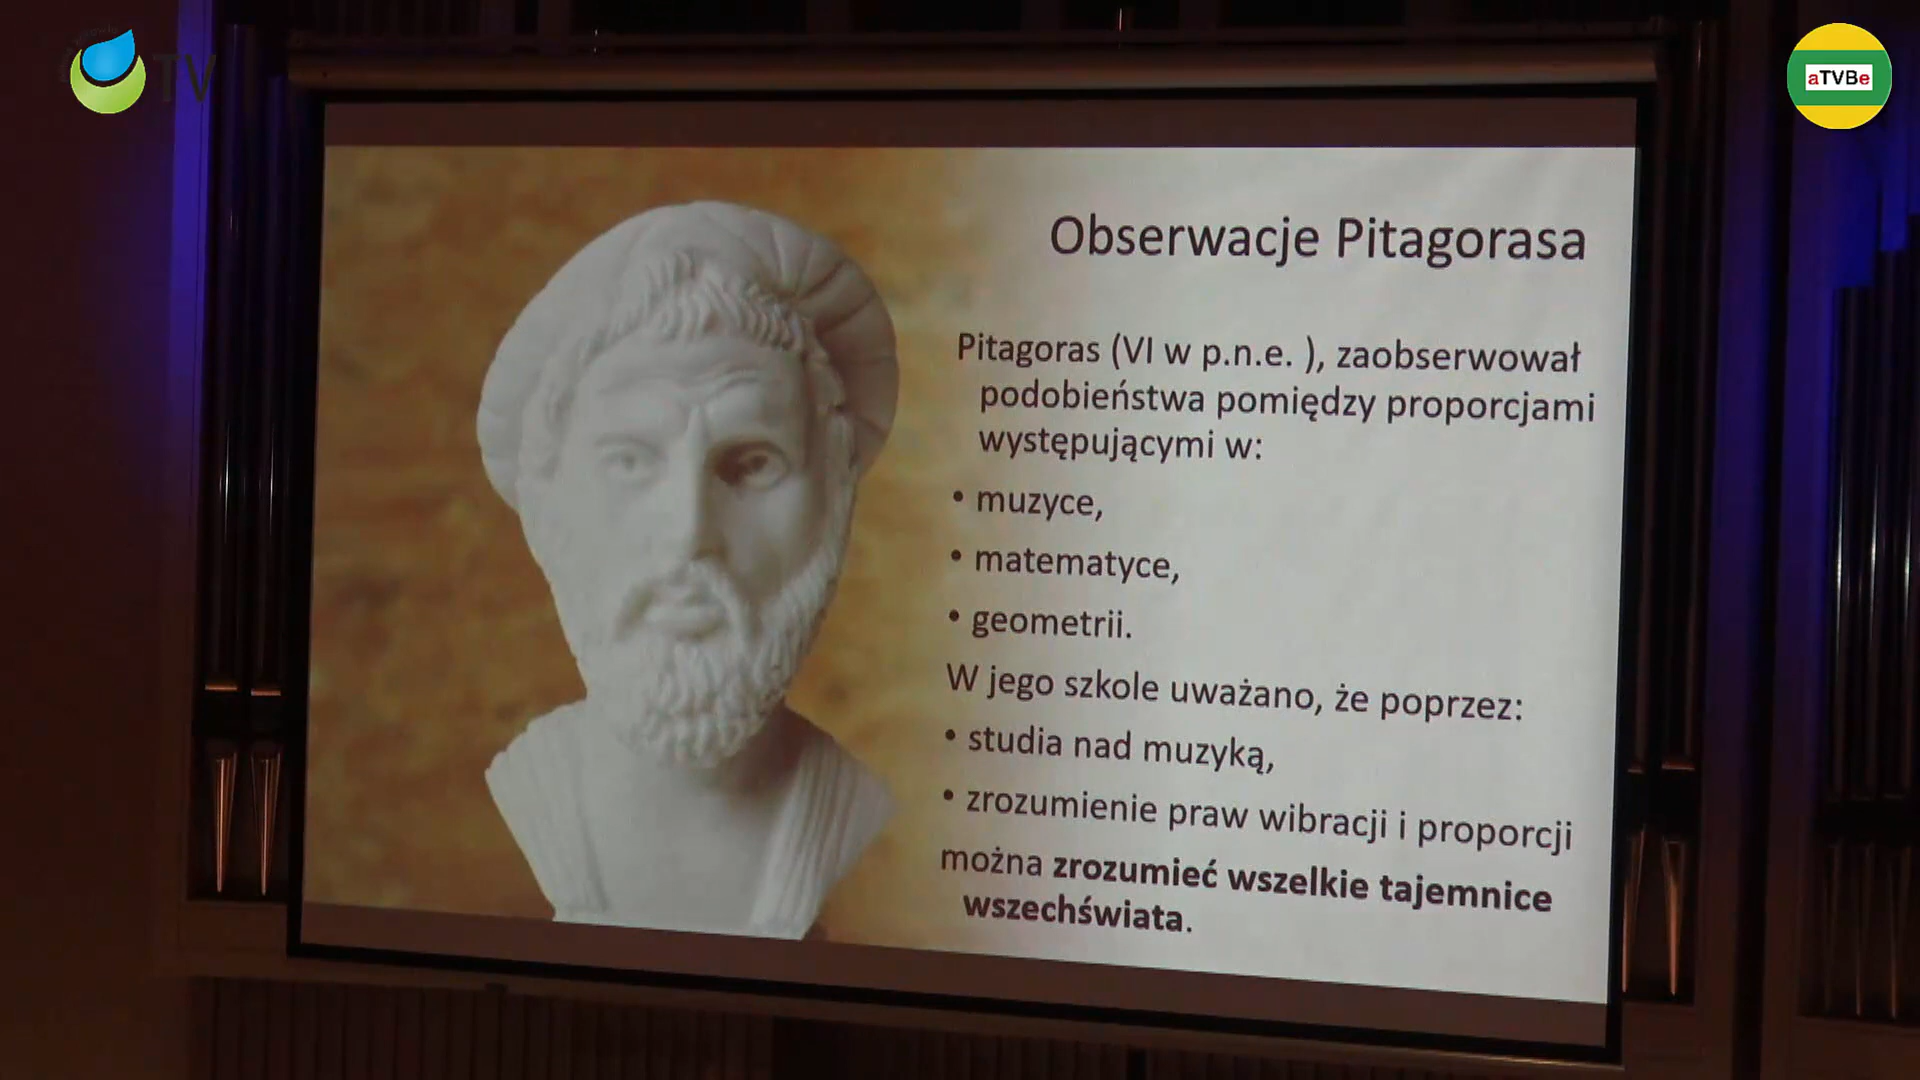 TV
aTVBe
Obserwacje Pitagorasa
Pitagoras (VI w p.n.e. ), zaobserwował
podobieństwa pomiędzy proporcjami
występującymi w:
• muzyce,
• matematyce,
• geometrii.
W jego szkole uważano, że poprzez:
• studia nad muzyką,
• zrozumienie praw wibracji i proporcji
można zrozumieć wszelkie tajemnice
wszechświata.